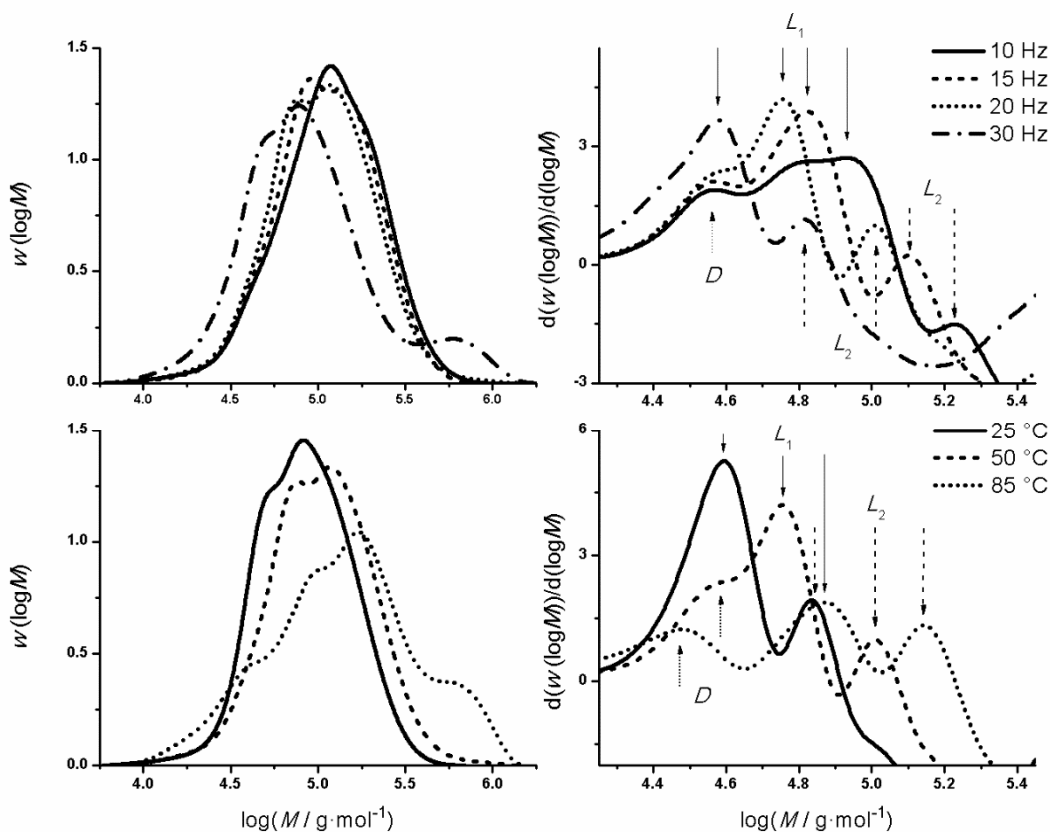 1.5
1.0
0.5
0.0
w (logM)
4.0 4.5 5.0 5.5 6.0
3
0
-3
d(w (logM))/d(logM)
L1
L2
D
L2
10 Hz
15 Hz
20 Hz
30 Hz
4.4 4.6 4.8 5.0 5.2 5.4
1.5
1.0
0.5
0.0
w (logM)
4.0 4.5 5.0 5.5 6.0
log(M / g·mol⁻¹)
6
3
0
d(w (logM))/d(logM)
L1
L2
D
25 °C
50 °C
85 °C
4.4 4.6 4.8 5.0 5.2 5.4
log(M / g·mol⁻¹)